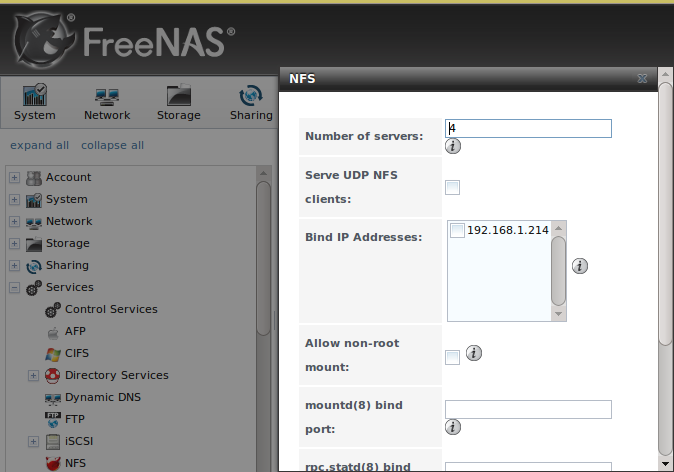 FreeNAS®
NFS
System
Network
Storage
Sharing
expand all
collapse all
Account
System
Network
Storage
Sharing
Services
Control Services
AFP
CIFS
Directory Services
Dynamic DNS
FTP
FTP
iSCSI
NFS
Number of servers:
4
Serve UDP NFS
clients:
Bind IP Addresses:
192.168.1.214
Allow non-root
mount:
mountd(8) bind
port:
rpc.statd(8) bind